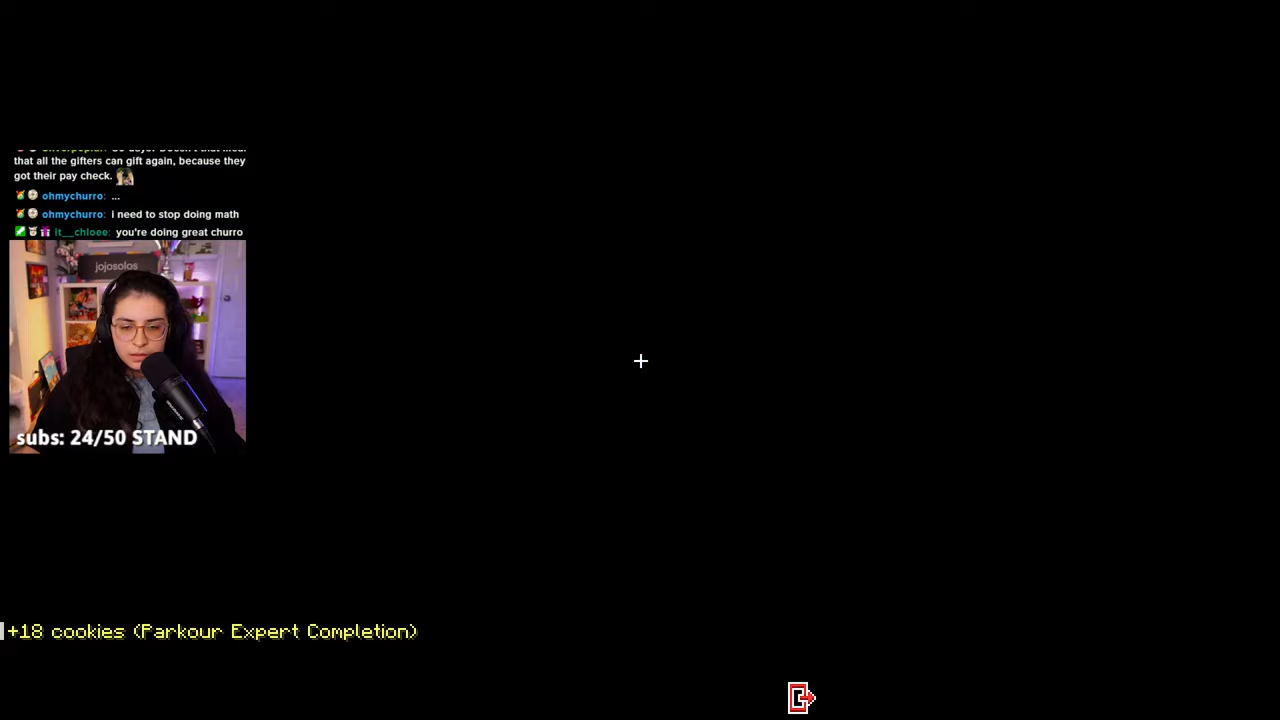 that all the gifters can gift again, because they
got their pay check.
ohmychurro: ...
ohmychurro: i need to stop doing math
lt__chloee: you're doing great churro
jojosolos
subs: 24/50 STAND
+18 cookies (Parkour Expert Completion)